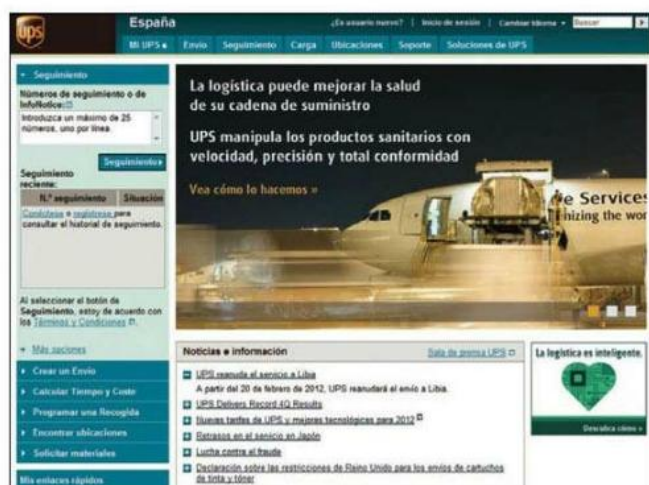 ups
España
¿Es usuario nuevo? | Inicio de sesión | Cambiar Idioma
Buscar
Mi UPS
Envío
Seguimiento
Carga
Ubicaciones
Soporte
Soluciones de UPS
Seguimiento
Números de seguimiento o de
InfoNotice:
Introduzca un máximo de 25
números, uno por línea.
Seguimiento
Seguimiento
reciente:
N.º seguimiento
Situación
Conéctese o regístrese para
consultar el historial de seguimiento.
Al seleccionar el botón de
Seguimiento, estoy de acuerdo con
los Términos y Condiciones
Más opciones
Crear un Envío
Calcular Tiempo y Coste
Programar una Recogida
Encontrar ubicaciones
Solicitar materiales
Mis enlaces rápidos
La logística puede mejorar la salud
de su cadena de suministro
UPS manipula los productos sanitarios con
velocidad, precisión y total conformidad
Vea cómo lo hacemos »
e Services
nizing the wor
Noticias e información
Sala de prensa UPS
UPS reanuda el servicio a Libia
A partir del 20 de febrero de 2012, UPS reanudará el envío a Libia.
UPS Delivers Record 4Q Results
Nuevas tarifas de UPS y mejoras tecnológicas para 2012
Retrasos en el servicio en Japón
Lucha contra el fraude
Declaración sobre las restricciones de Reino Unido para los envíos de cartuchos
de tinta y tóner
La logística es inteligente.
Descubra cómo »